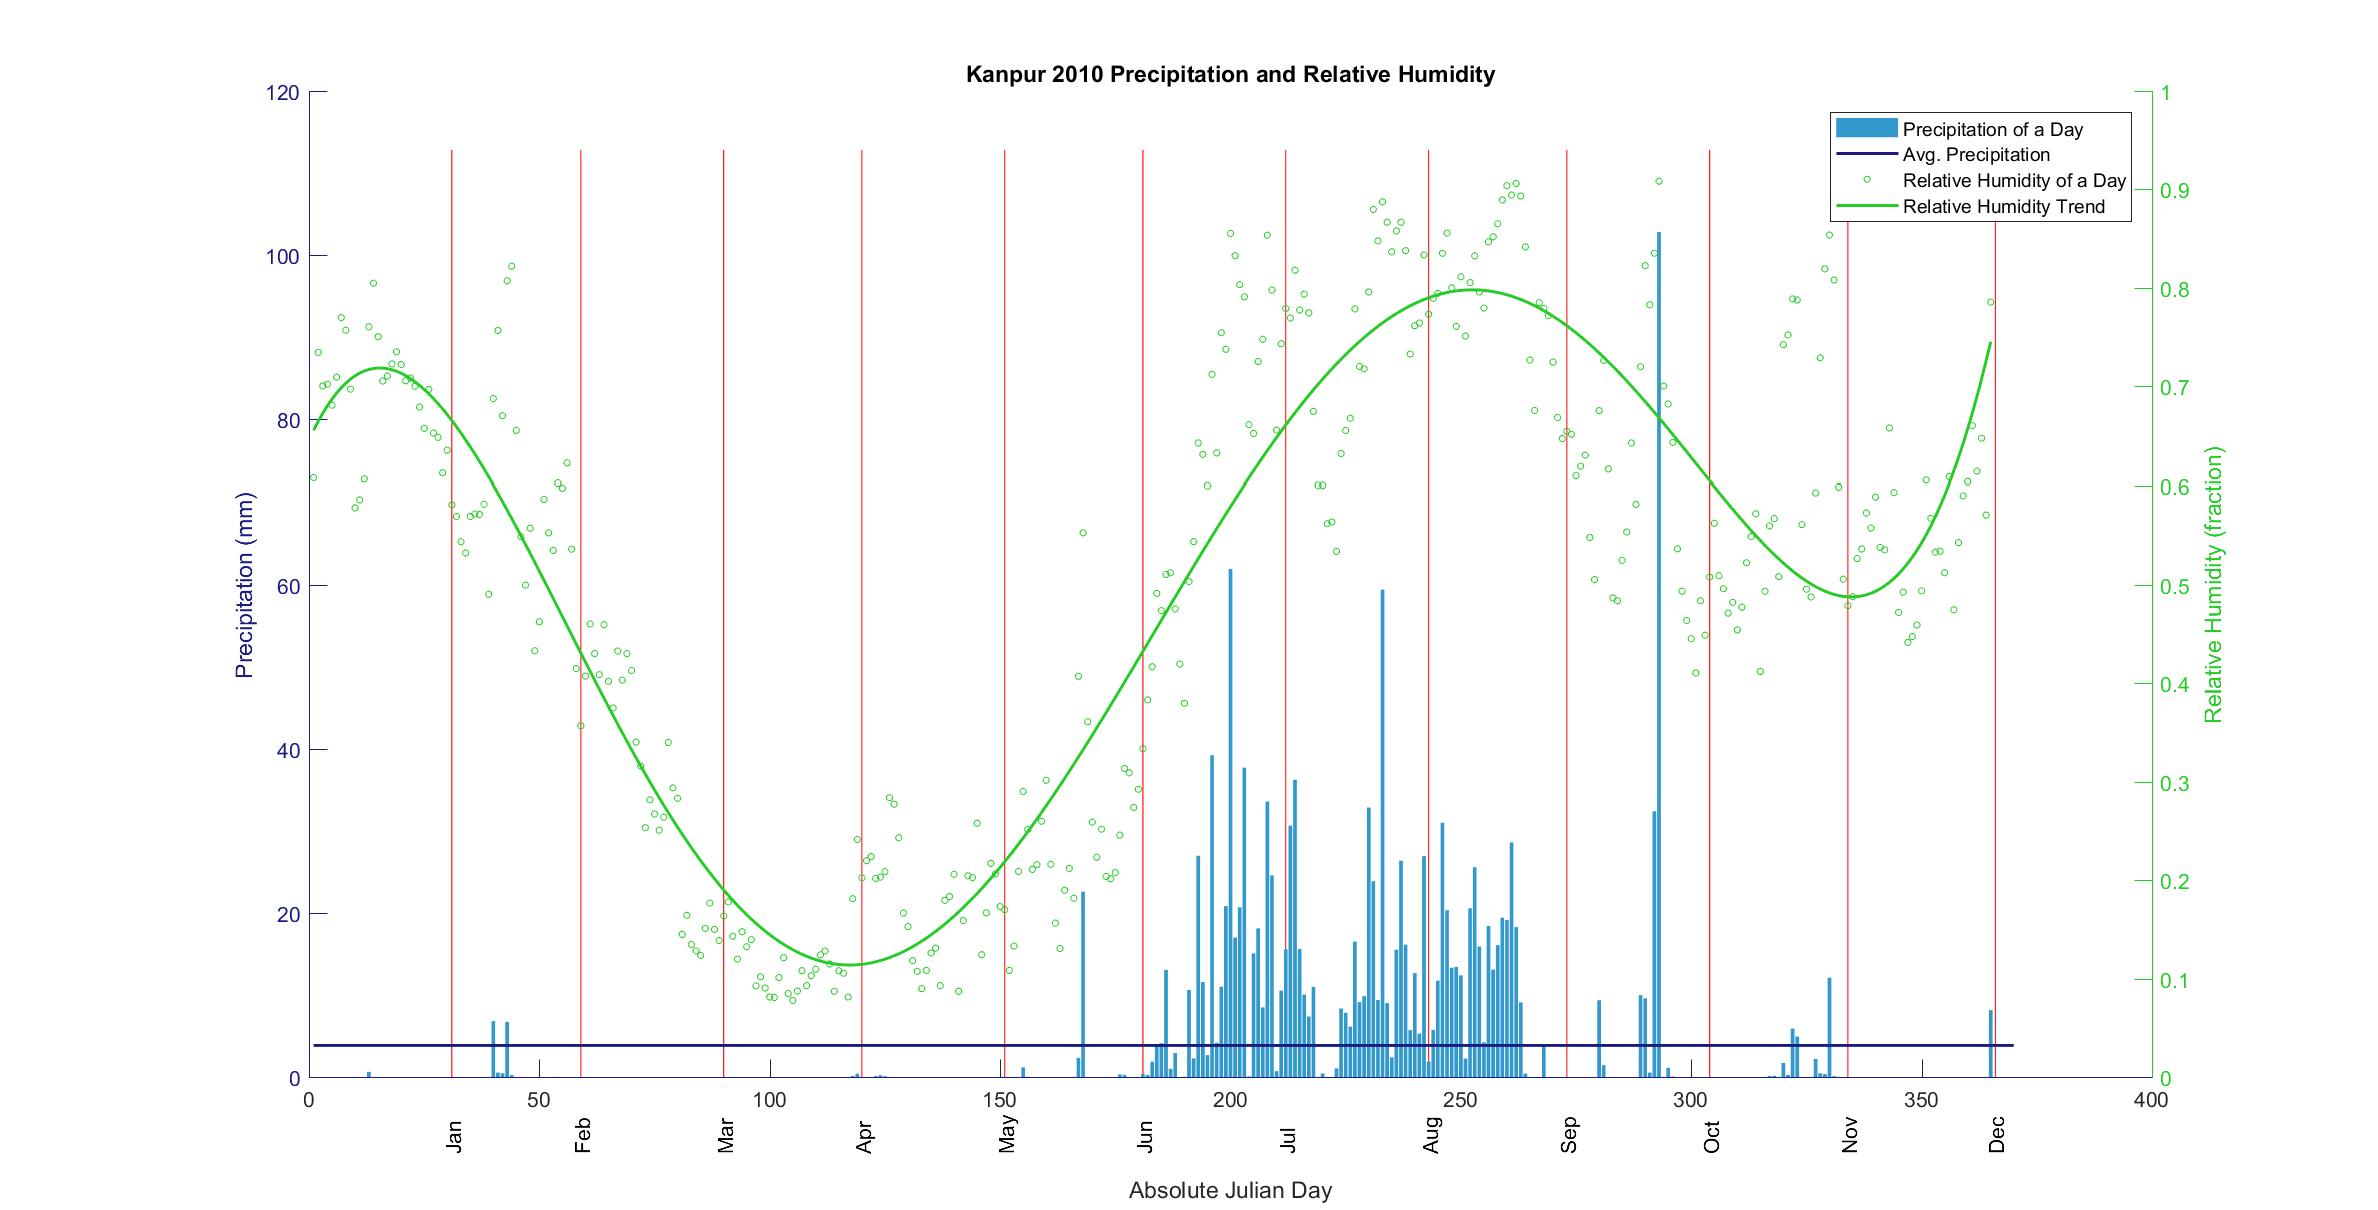 Kanpur 2010 Precipitation and Relative Humidity
Precipitation of a Day
Avg. Precipitation
Relative Humidity of a Day
Relative Humidity Trend
Precipitation (mm)
120
100
80
60
40
20
0
Relative Humidity (fraction)
1
0.9
0.8
0.7
0.6
0.5
0.4
0.3
0.2
0.1
0
0 50 100 150 200 250 300 350 400
Jan Feb Mar Apr May Jun Jul Aug Sep Oct Nov Dec
Absolute Julian Day